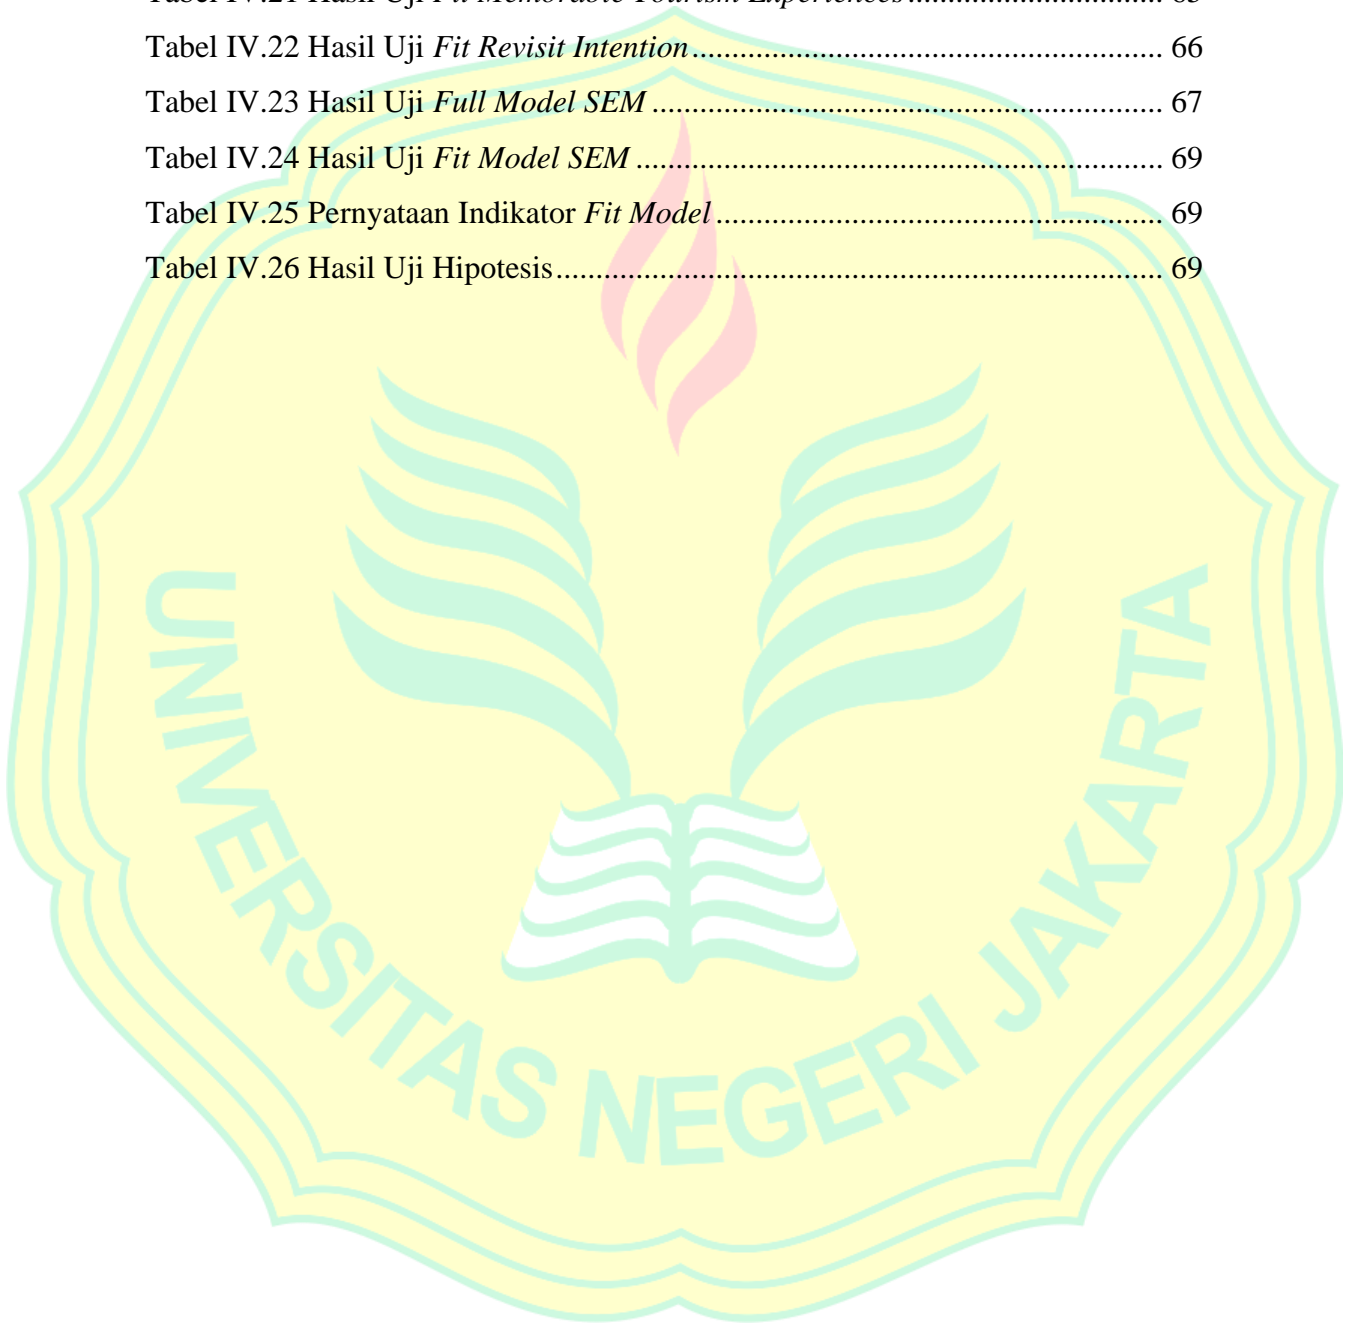 Tabel IV.22 Hasil Uji Fit Revisit Intention.......................................................... 66
Tabel IV.23 Hasil Uji Full Model SEM............................................................... 67
Tabel IV.24 Hasil Uji Fit Model SEM................................................................. 69
Tabel IV.25 Pernyataan Indikator Fit Model....................................................... 69
Tabel IV.26 Hasil Uji Hipotesis........................................................................... 69
UNIVERSITAS NEGERI JAKARTA